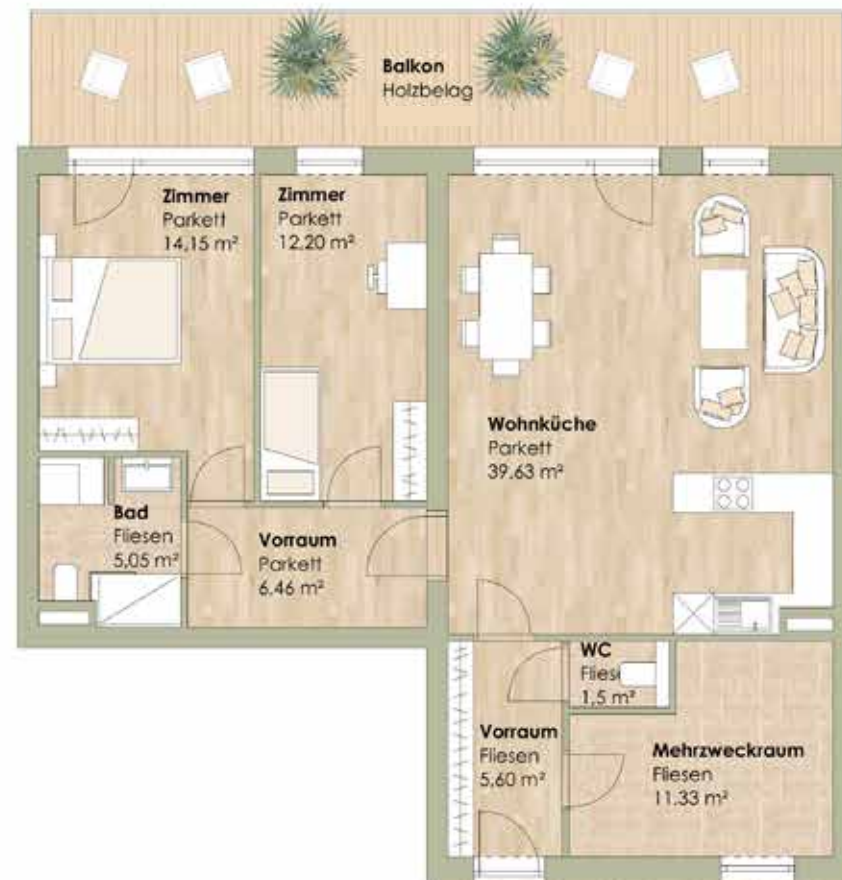 Balkon
Holzbelag
Zimmer
Parkett
14,15 m²
Zimmer
Parkett
12,20 m²
Wohnküche
Parkett
39,63 m²
Bad
Fliesen
5,05 m²
Vorraum
Parkett
6,46 m²
WC
Fliese
1,5 m²
Vorraum
Fliesen
5,60 m²
Mehrzweckraum
Fliesen
11,33 m²